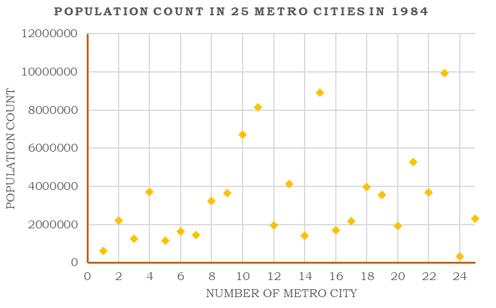 POPULATION COUNT IN 25 METRO CITIES IN 1984
12000000
10000000
8000000
6000000
4000000
2000000
0
POPULATION COUNT
0 2 4 6 8 10 12 14 16 18 20 22 24
NUMBER OF METRO CITY